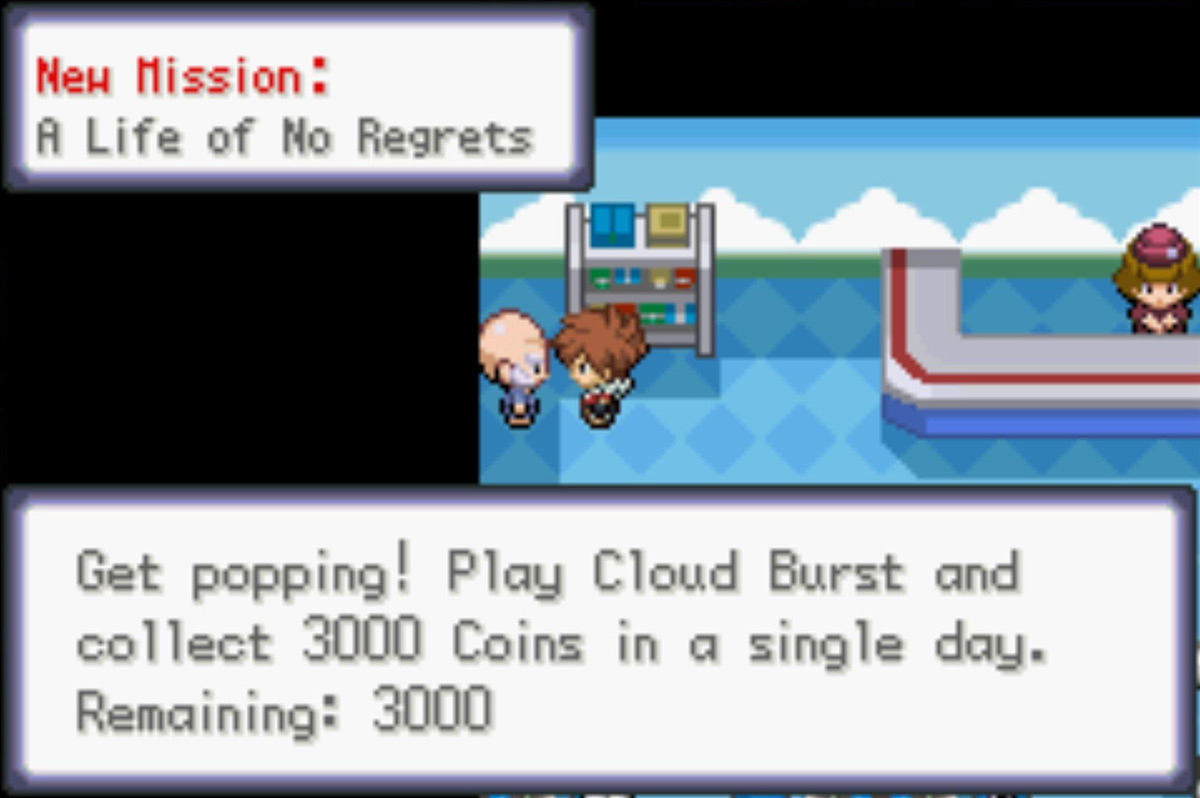 New Mission:
A Life of No Regrets
Get popping! Play Cloud Burst and
collect 3000 Coins in a single day.
Remaining: 3000